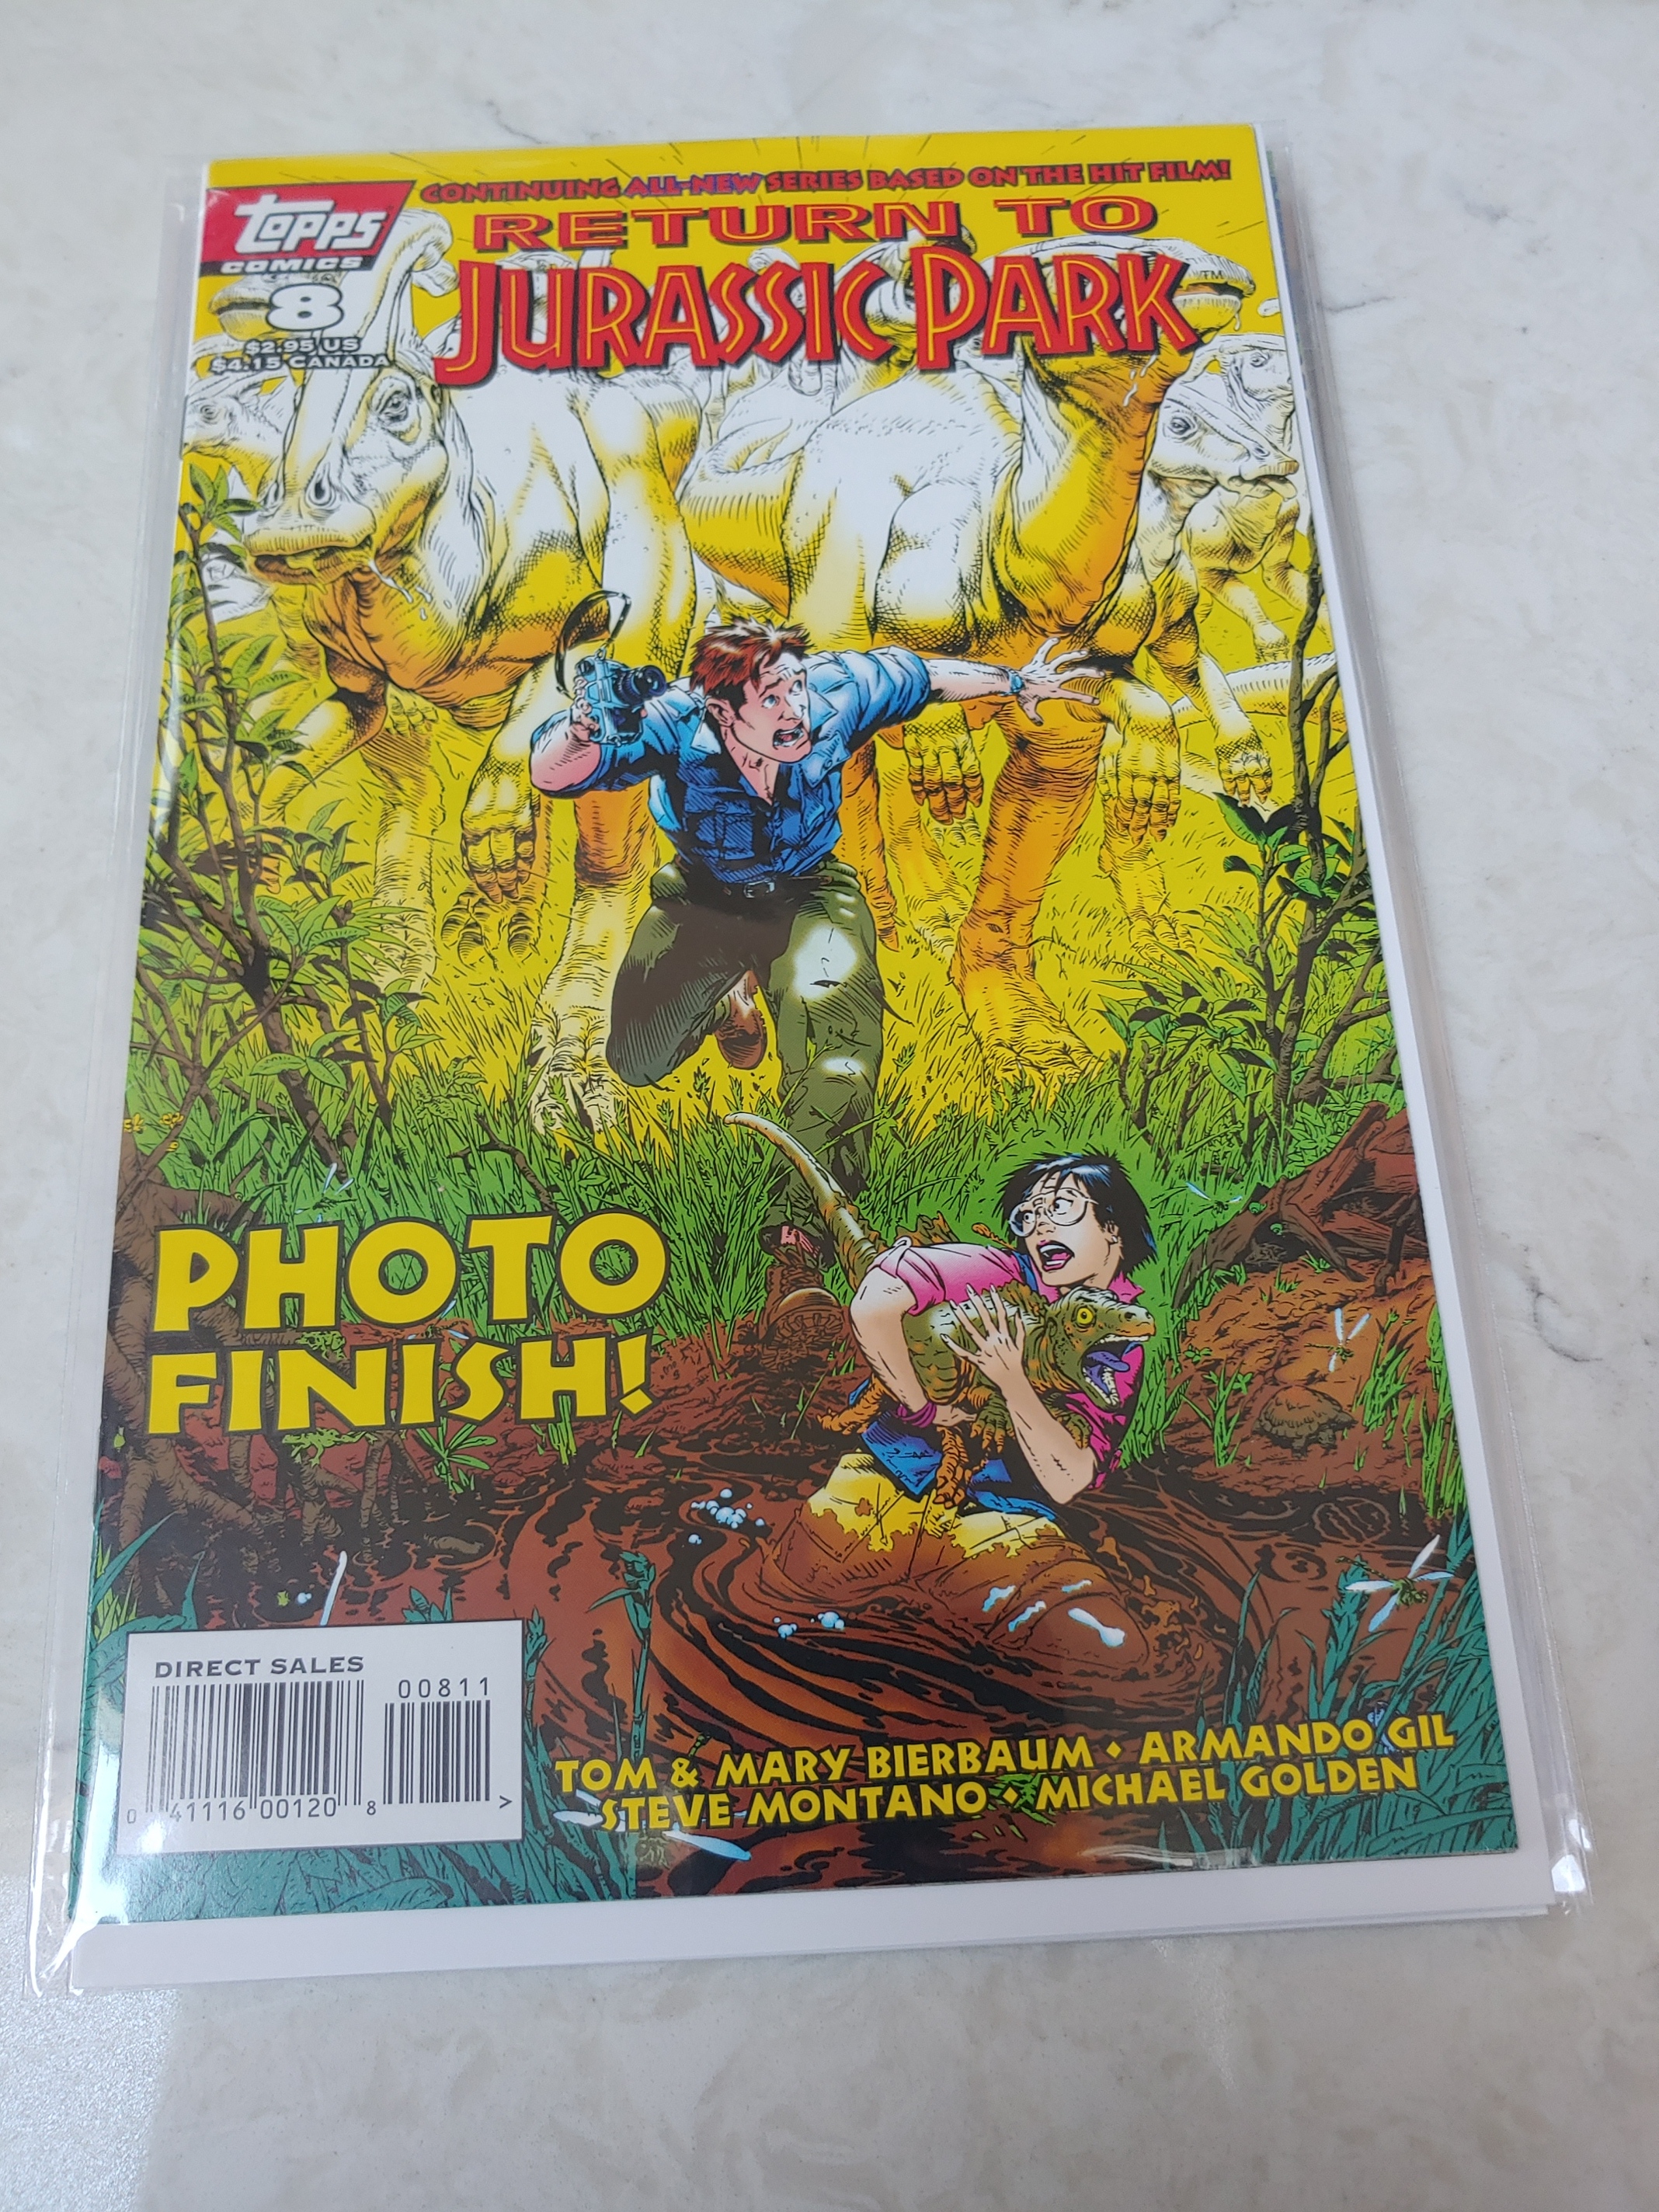 CONTINUING ALL-NEW SERIES BASED ON THE HIT FILM!
TOPPS
COMICS
RETURN TO
JURASSIC PARK™
8
$2.95 US
$4.15 CANADA
PHOTO
FINISH!
DIRECT SALES
00811
0 41116 00120 8 >
TOM & MARY BIERBAUM • ARMANDO GIL
STEVE MONTANO • MICHAEL GOLDEN